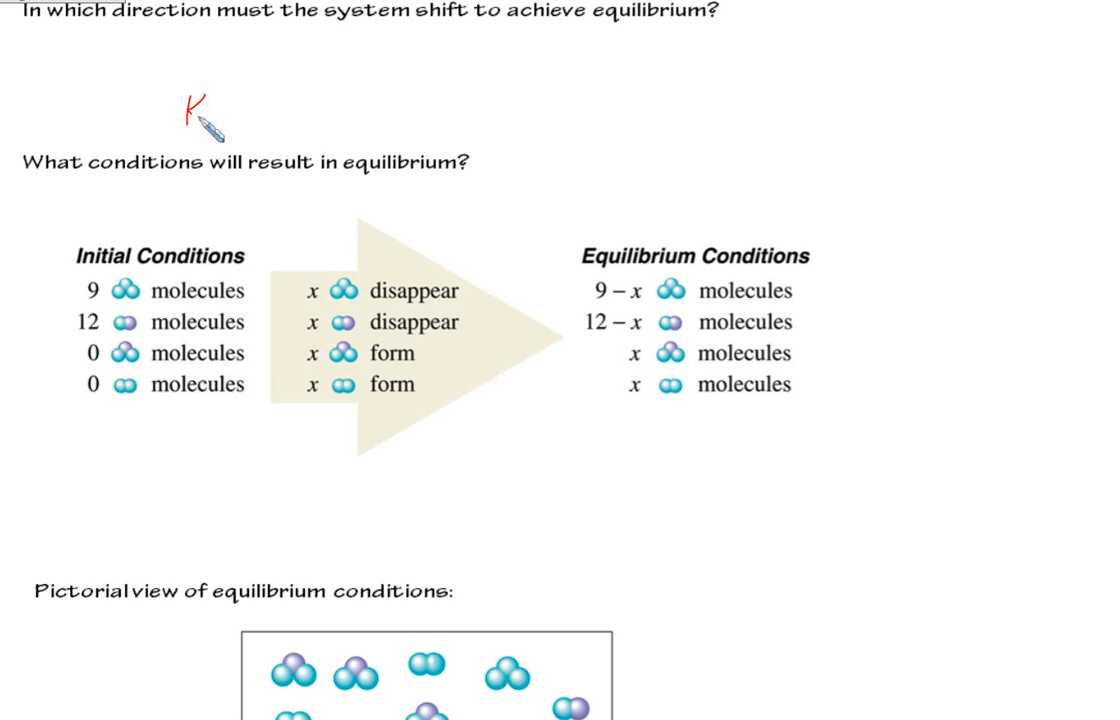 In which direction must the system shift to achieve equilibrium?
K
What conditions will result in equilibrium?
Initial Conditions
9 molecules
12 molecules
0 molecules
0 molecules
x disappear
x disappear
x form
x form
Equilibrium Conditions
9 – x molecules
12 – x molecules
x molecules
x molecules
Pictorial view of equilibrium conditions: